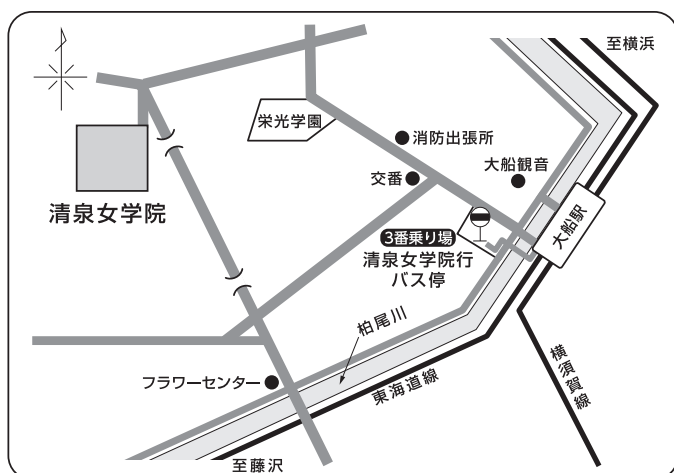 至横浜
栄光学園
消防出張所
大船観音
交番
清泉女学院
3番乗り場
清泉女学院行
バス停
大船駅
柏尾川
フラワーセンター
東海道線
横須賀線
至藤沢